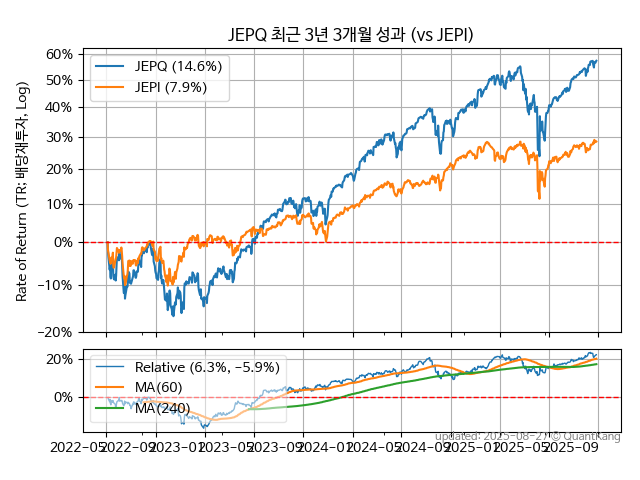 JEPQ 최근 3년 3개월 성과 (vs JEPI)
Rate of Return (TR: 배당재투자, Log)
60%
50%
40%
30%
20%
10%
0%
−10%
−20%
JEPQ (14.6%)
JEPI (7.9%)
20%
0%
Relative (6.3%, −5.9%)
MA(60)
MA(240)
2022-05 2022-09 2023-01 2023-05 2023-09 2024-01 2024-05 2024-09 2025-01 2025-05 2025-09
updated: 2025-08-27 © QuantKang